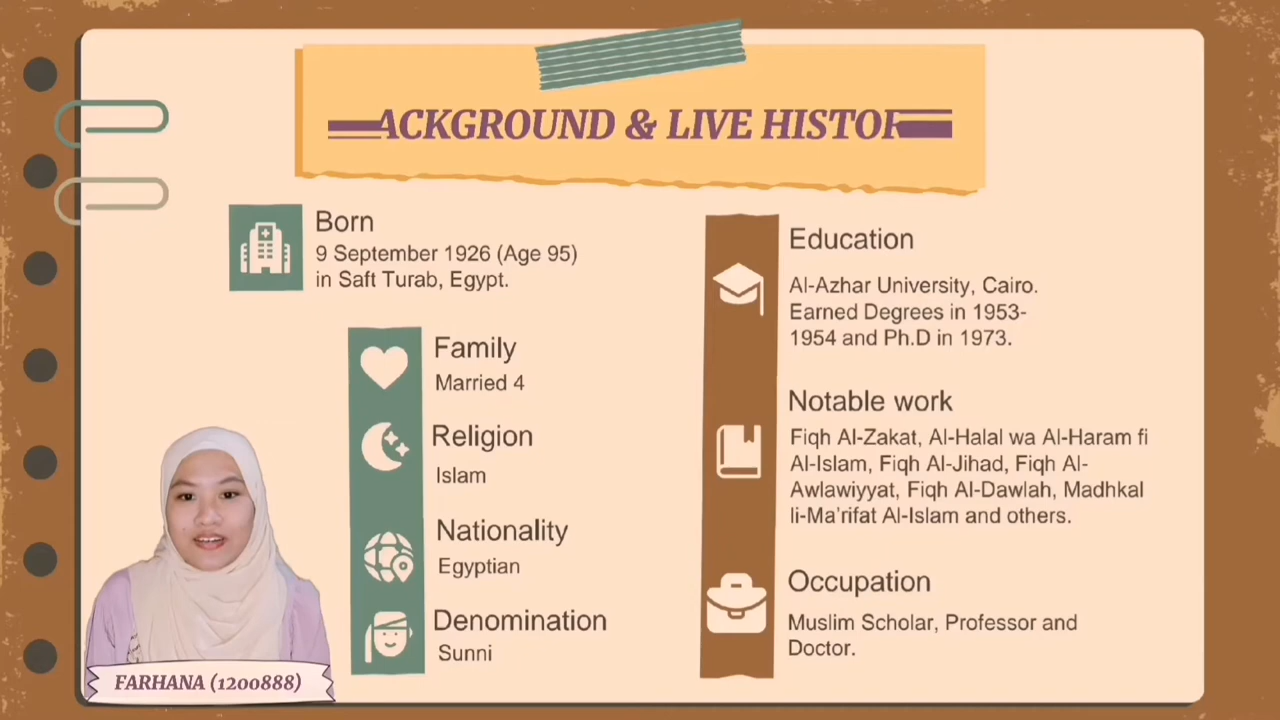 ACKGROUND & LIVE HISTOR
Born
9 September 1926 (Age 95)
in Saft Turab, Egypt.
Family
Married 4
Religion
Islam
Nationality
Egyptian
Denomination
Sunni
Education
Al-Azhar University, Cairo.
Earned Degrees in 1953-
1954 and Ph.D in 1973.
Notable work
Fiqh Al-Zakat, Al-Halal wa Al-Haram fi
Al-Islam, Fiqh Al-Jihad, Fiqh Al-
Awlawiyyat, Fiqh Al-Dawlah, Madhkal
li-Ma'rifat Al-Islam and others.
Occupation
Muslim Scholar, Professor and
Doctor.
FARHANA (1200888)